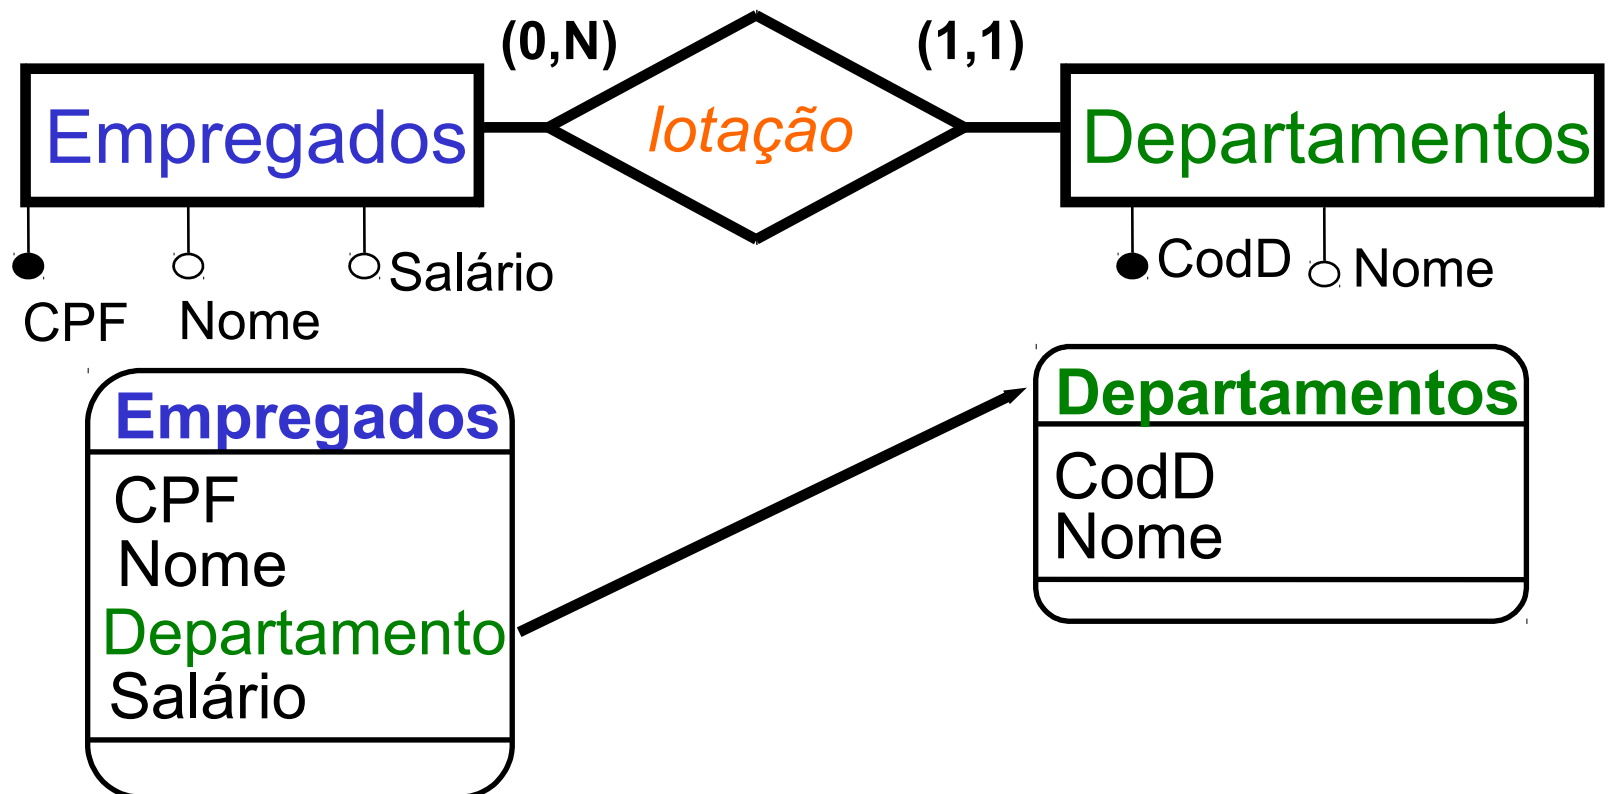 (0,N) (1,1)
Empregados lotação Departamentos
Salário CodD Nome
CPF Nome
Empregados
CPF
Nome
Departamento
Salário
Departamentos
CodD
Nome